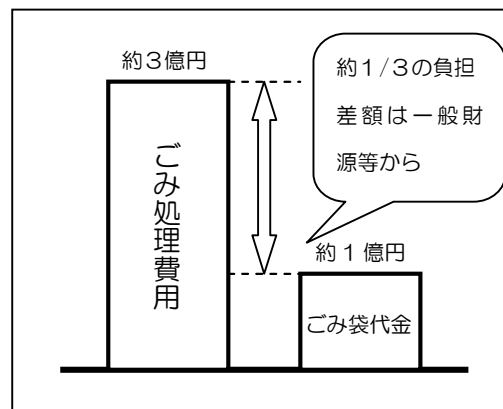 約３億円
約１/３の負担
差額は一般財
源等から
ごみ処理費用
約１億円
ごみ袋代金